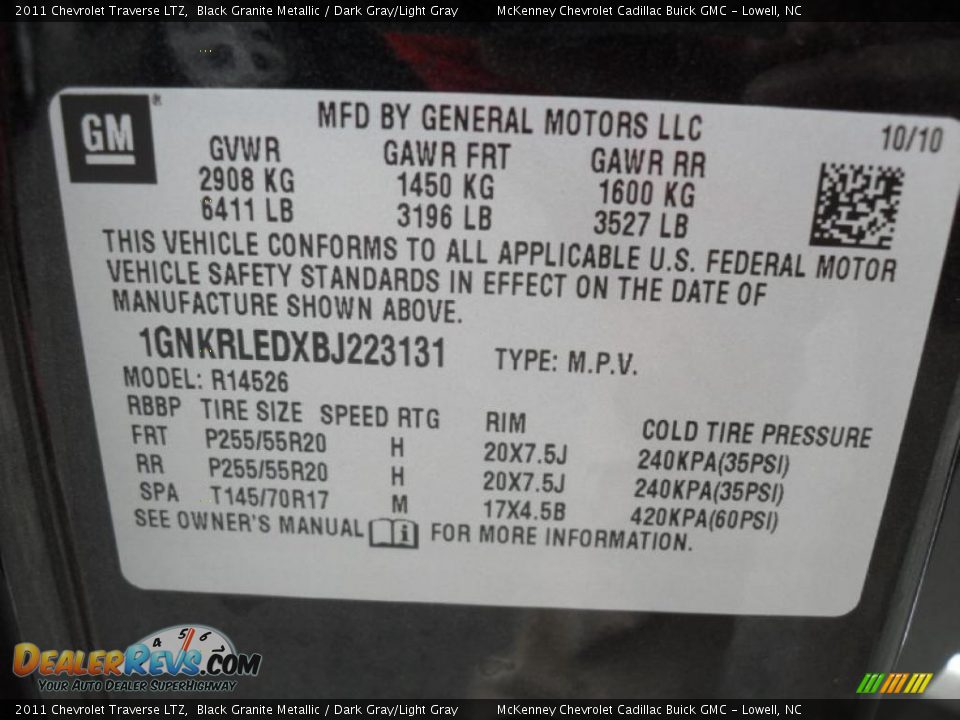 2011 Chevrolet Traverse LTZ, Black Granite Metallic / Dark Gray/Light Gray McKenney Chevrolet Cadillac Buick GMC - Lowell, NC
GM®
MFD BY GENERAL MOTORS LLC 10/10
GVWR GAWR FRT GAWR RR
2908 KG 1450 KG 1600 KG
6411 LB 3196 LB 3527 LB
THIS VEHICLE CONFORMS TO ALL APPLICABLE U.S. FEDERAL MOTOR
VEHICLE SAFETY STANDARDS IN EFFECT ON THE DATE OF
MANUFACTURE SHOWN ABOVE.
1GNKRLEDXBJ223131 TYPE: M.P.V.
MODEL: R14526
RBBP TIRE SIZE SPEED RTG RIM COLD TIRE PRESSURE
FRT P255/55R20 H 20X7.5J 240KPA(35PSI)
RR P255/55R20 H 20X7.5J 240KPA(35PSI)
SPA T145/70R17 M 17X4.5B 420KPA(60PSI)
SEE OWNER'S MANUAL i FOR MORE INFORMATION.
4 5 6
DEALERREVS.COM
YOUR AUTO DEALER SUPERHIGHWAY
2011 Chevrolet Traverse LTZ, Black Granite Metallic / Dark Gray/Light Gray McKenney Chevrolet Cadillac Buick GMC - Lowell, NC